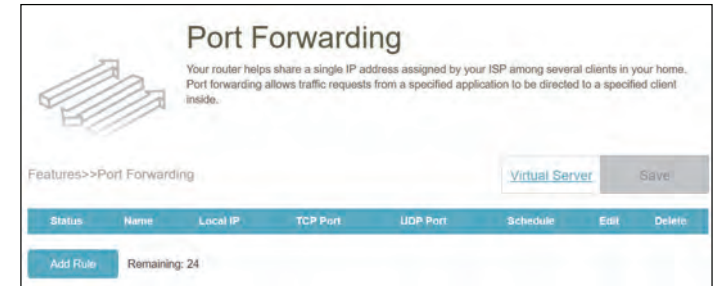 Port Forwarding
Your router helps share a single IP address assigned by your ISP among several clients in your home.
Port forwarding allows traffic requests from a specified application to be directed to a specified client
inside.
Features>>Port Forwarding
Virtual Server
Save
Status Name Local IP TCP Port UDP Port Schedule Edit Delete
Add Rule Remaining: 24